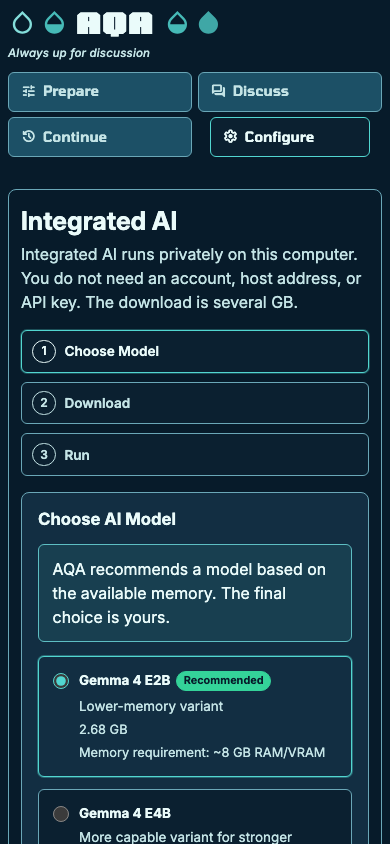 AQA
Always up for discussion
Prepare
Discuss
Continue
Configure
Integrated AI
Integrated AI runs privately on this computer.
You do not need an account, host address, or
API key. The download is several GB.
1 Choose Model
2 Download
3 Run
Choose AI Model
AQA recommends a model based on
the available memory. The final
choice is yours.
Gemma 4 E2B Recommended
Lower-memory variant
2.68 GB
Memory requirement: ~8 GB RAM/VRAM
Gemma 4 E4B
More capable variant for stronger